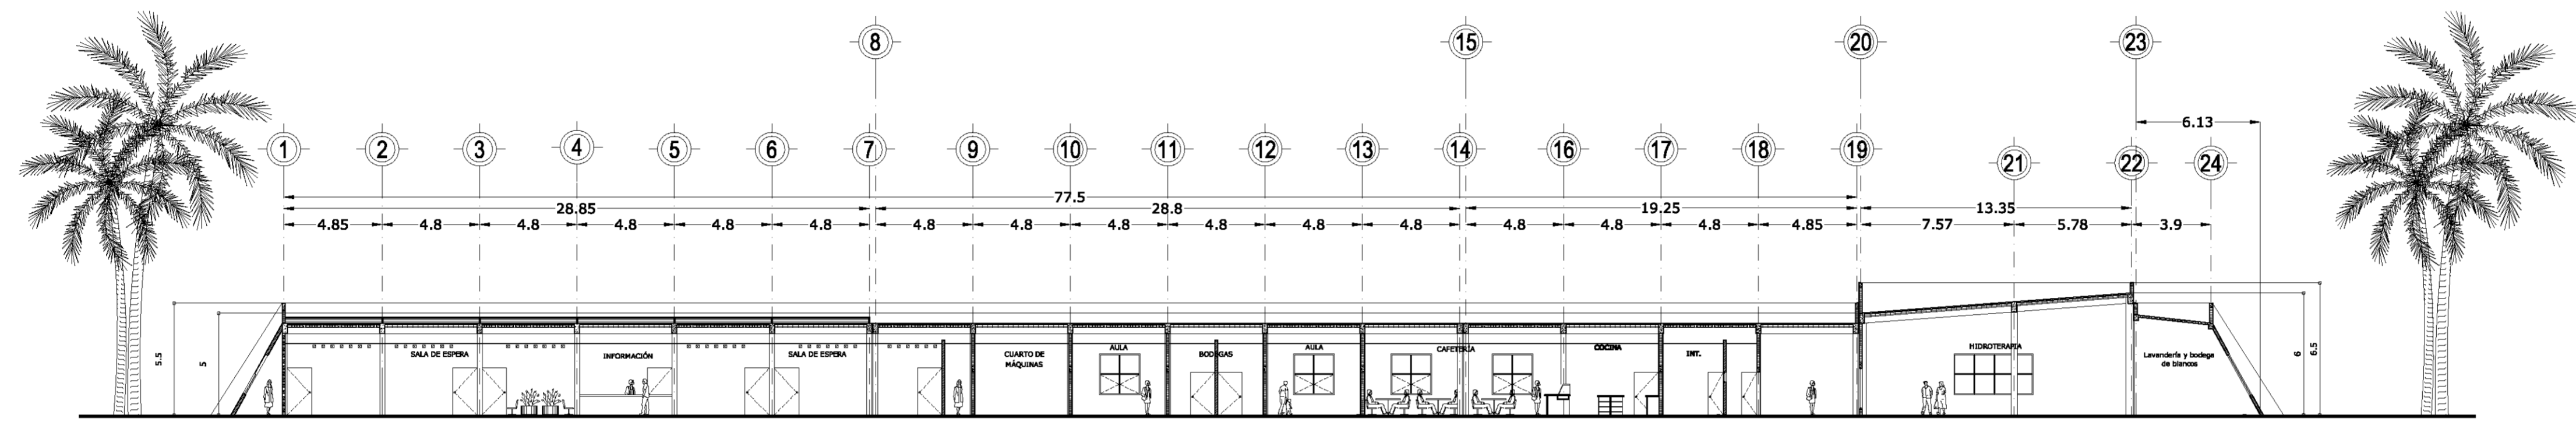 8 15 20 23
6.13
1 2 3 4 5 6 7 9 10 11 12 13 14 16 17 18 19 21 22 24
77.5
28.85 28.8 19.25 13.35
4.85 4.8 4.8 4.8 4.8 4.8 4.8 4.8 4.8 4.8 4.8 4.8 4.8 4.8 4.8 4.85 7.57 5.78 3.9
5.5 5 6 6.5
SALA DE ESPERA
INFORMACIÓN
SALA DE ESPERA
CUARTO DE
MÁQUINAS
AULA
BODEGAS
AULA
CAFETERÍA
COCINA
INT.
HIDROTERAPIA
Lavandería y bodega
de blancos